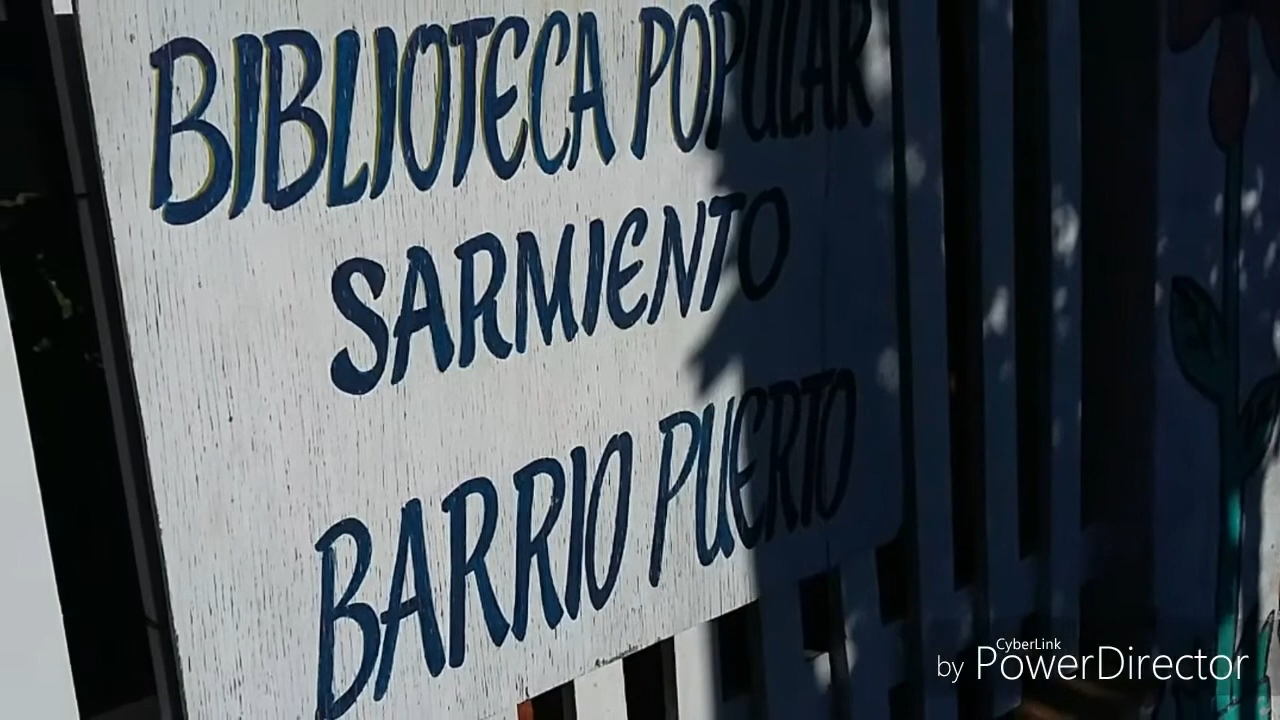 BIBLIOTECA POPULAR
SARMIENTO
BARRIO PUERTO
CyberLink
by PowerDirector